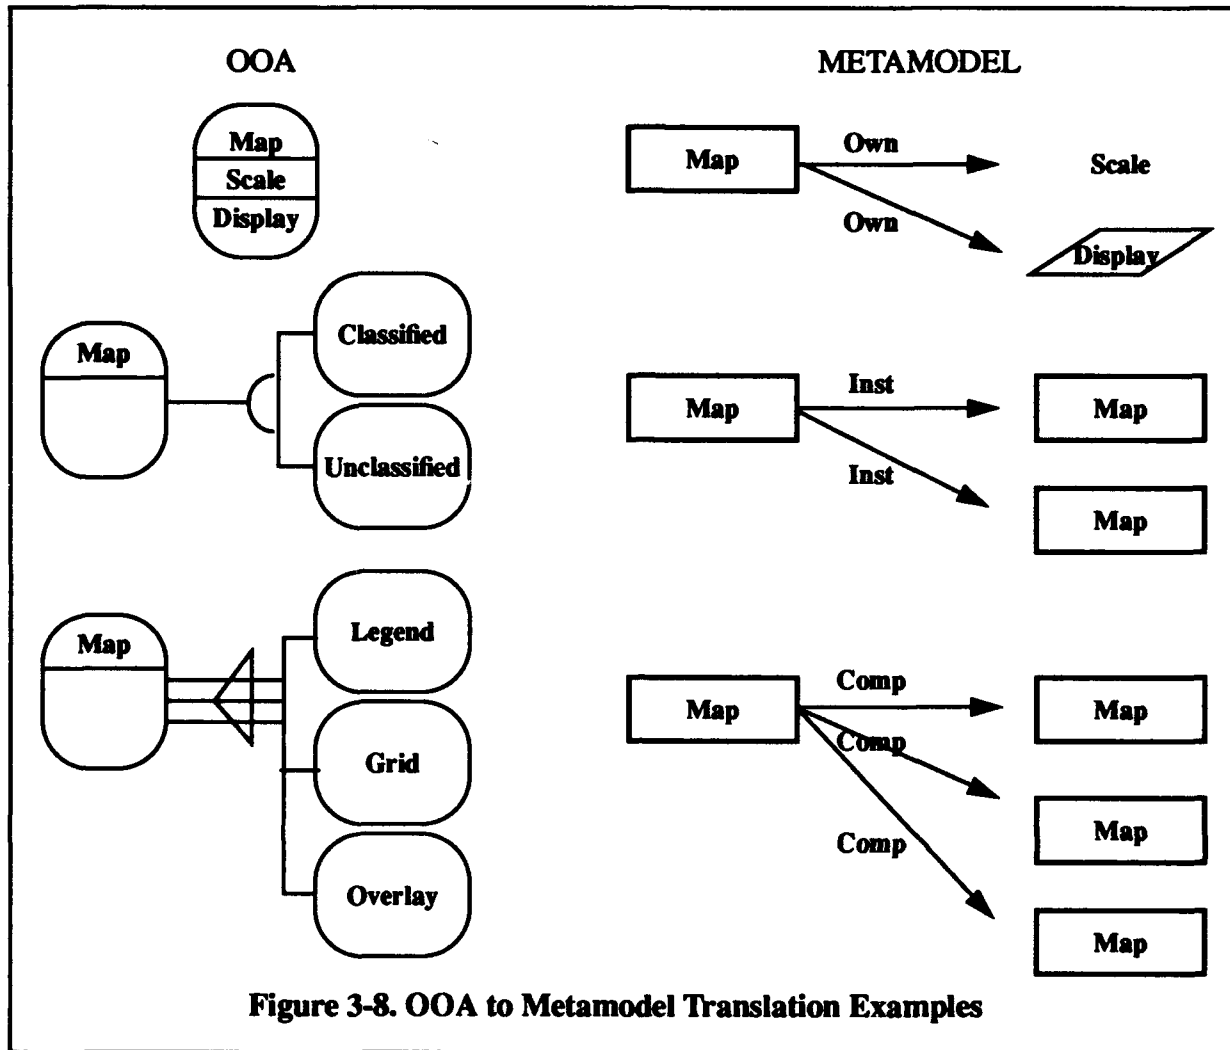 OOA
METAMODEL
Map
Scale
Display
Map
Own
Scale
Own
Display
Map
Classified
Unclassified
Map
Inst
Map
Inst
Map
Map
Legend
Grid
Overlay
Map
Comp
Map
Comp
Map
Comp
Map
Figure 3-8. OOA to Metamodel Translation Examples